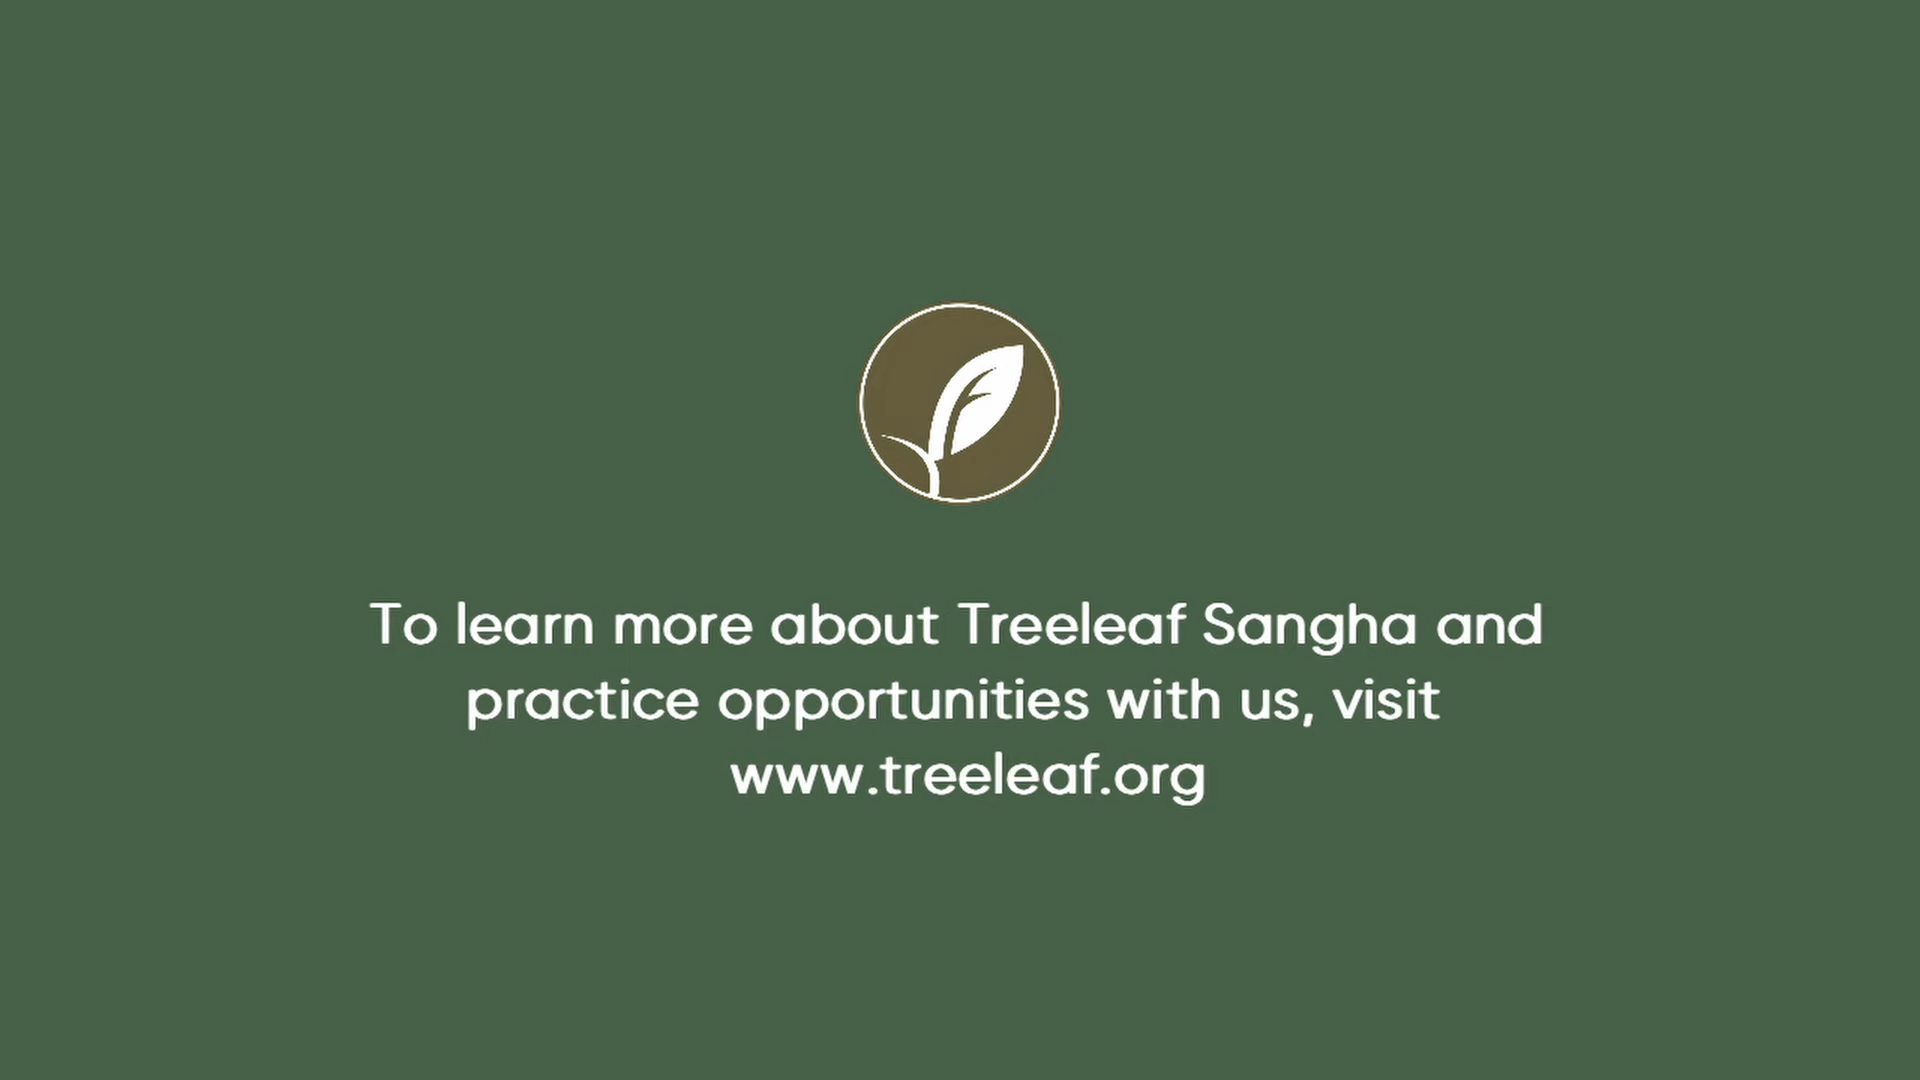 To learn more about Treeleaf Sangha and
practice opportunities with us, visit
www.treeleaf.org